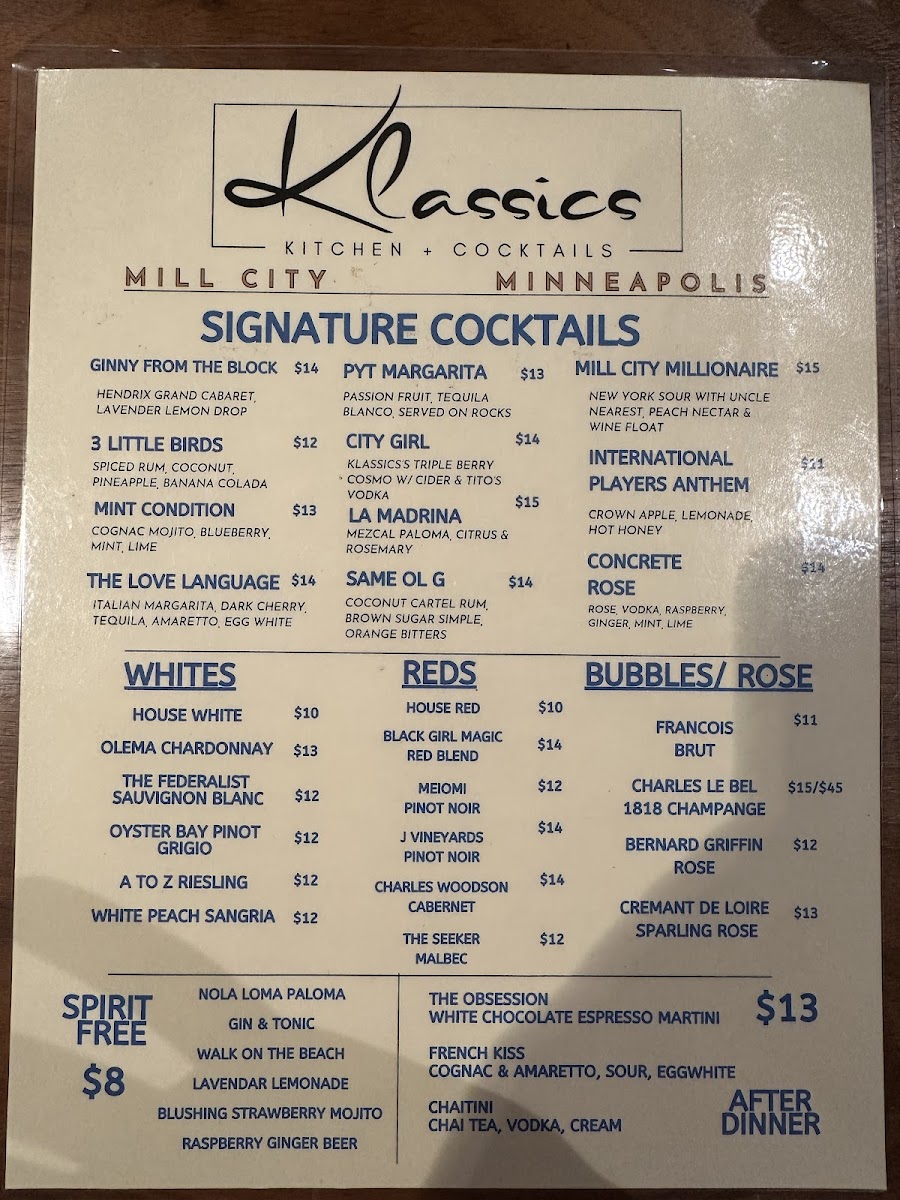 Klassics
KITCHEN + COCKTAILS
MILL CITY MINNEAPOLIS
SIGNATURE COCKTAILS
GINNY FROM THE BLOCK $14
HENDRIX GRAND CABARET,
LAVENDER LEMON DROP
3 LITTLE BIRDS $12
SPICED RUM, COCONUT,
PINEAPPLE, BANANA COLADA
MINT CONDITION $13
COGNAC MOJITO, BLUEBERRY,
MINT, LIME
THE LOVE LANGUAGE $14
ITALIAN MARGARITA, DARK CHERRY,
TEQUILA, AMARETTO, EGG WHITE
PYT MARGARITA $13
PASSION FRUIT, TEQUILA
BLANCO, SERVED ON ROCKS
CITY GIRL $14
KLASSICS'S TRIPLE BERRY
COSMO W/ CIDER & TITO'S
VODKA
LA MADRINA $15
MEZCAL PALOMA, CITRUS &
ROSEMARY
SAME OL G $14
COCONUT CARTEL RUM,
BROWN SUGAR SIMPLE,
ORANGE BITTERS
MILL CITY MILLIONAIRE $15
NEW YORK SOUR WITH UNCLE
NEAREST, PEACH NECTAR &
WINE FLOAT
INTERNATIONAL $11
PLAYERS ANTHEM
CROWN APPLE, LEMONADE,
HOT HONEY
CONCRETE $14
ROSE
ROSE, VODKA, RASPBERRY,
GINGER, MINT, LIME
WHITES
HOUSE WHITE $10
OLEMA CHARDONNAY $13
THE FEDERALIST
SAUVIGNON BLANC $12
OYSTER BAY PINOT
GRIGIO $12
A TO Z RIESLING $12
WHITE PEACH SANGRIA $12
REDS
HOUSE RED $10
BLACK GIRL MAGIC
RED BLEND $14
MEIOMI $12
PINOT NOIR
J VINEYARDS $14
PINOT NOIR
CHARLES WOODSON $14
CABERNET
THE SEEKER $12
MALBEC
BUBBLES/ ROSE
FRANCOIS $11
BRUT
CHARLES LE BEL $15/$45
1818 CHAMPANGE
BERNARD GRIFFIN $12
ROSE
CREMANT DE LOIRE $13
SPARLING ROSE
SPIRIT
FREE
$8
NOLA LOMA PALOMA
GIN & TONIC
WALK ON THE BEACH
LAVENDAR LEMONADE
BLUSHING STRAWBERRY MOJITO
RASPBERRY GINGER BEER
THE OBSESSION
WHITE CHOCOLATE ESPRESSO MARTINI $13
FRENCH KISS
COGNAC & AMARETTO, SOUR, EGGWHITE
CHAITINI
CHAI TEA, VODKA, CREAM
AFTER
DINNER